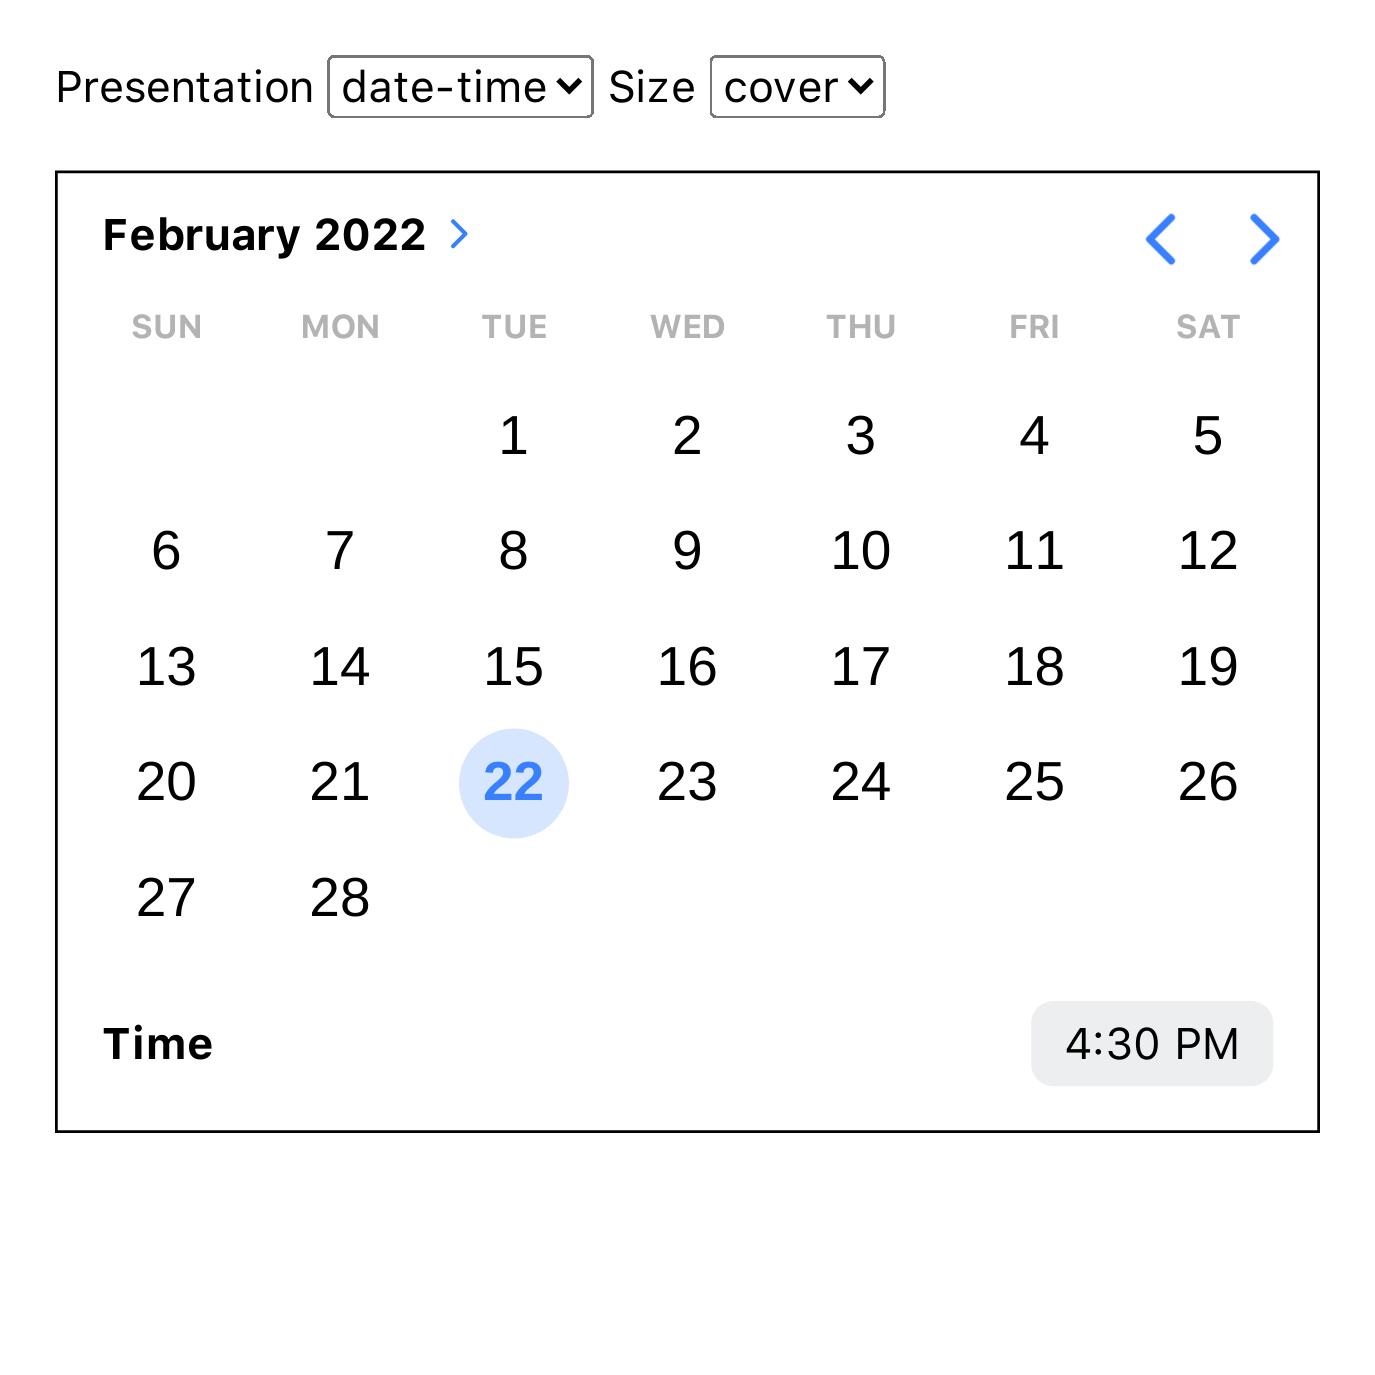 Presentation date-time Size cover
February 2022
SUN MON TUE WED THU FRI SAT
1 2 3 4 5
6 7 8 9 10 11 12
13 14 15 16 17 18 19
20 21 22 23 24 25 26
27 28
Time 4:30 PM